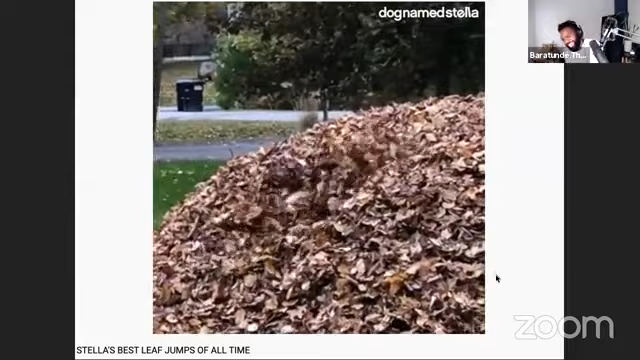 dognamedstella
Baratunde Th...
STELLA'S BEST LEAF JUMPS OF ALL TIME
zoom